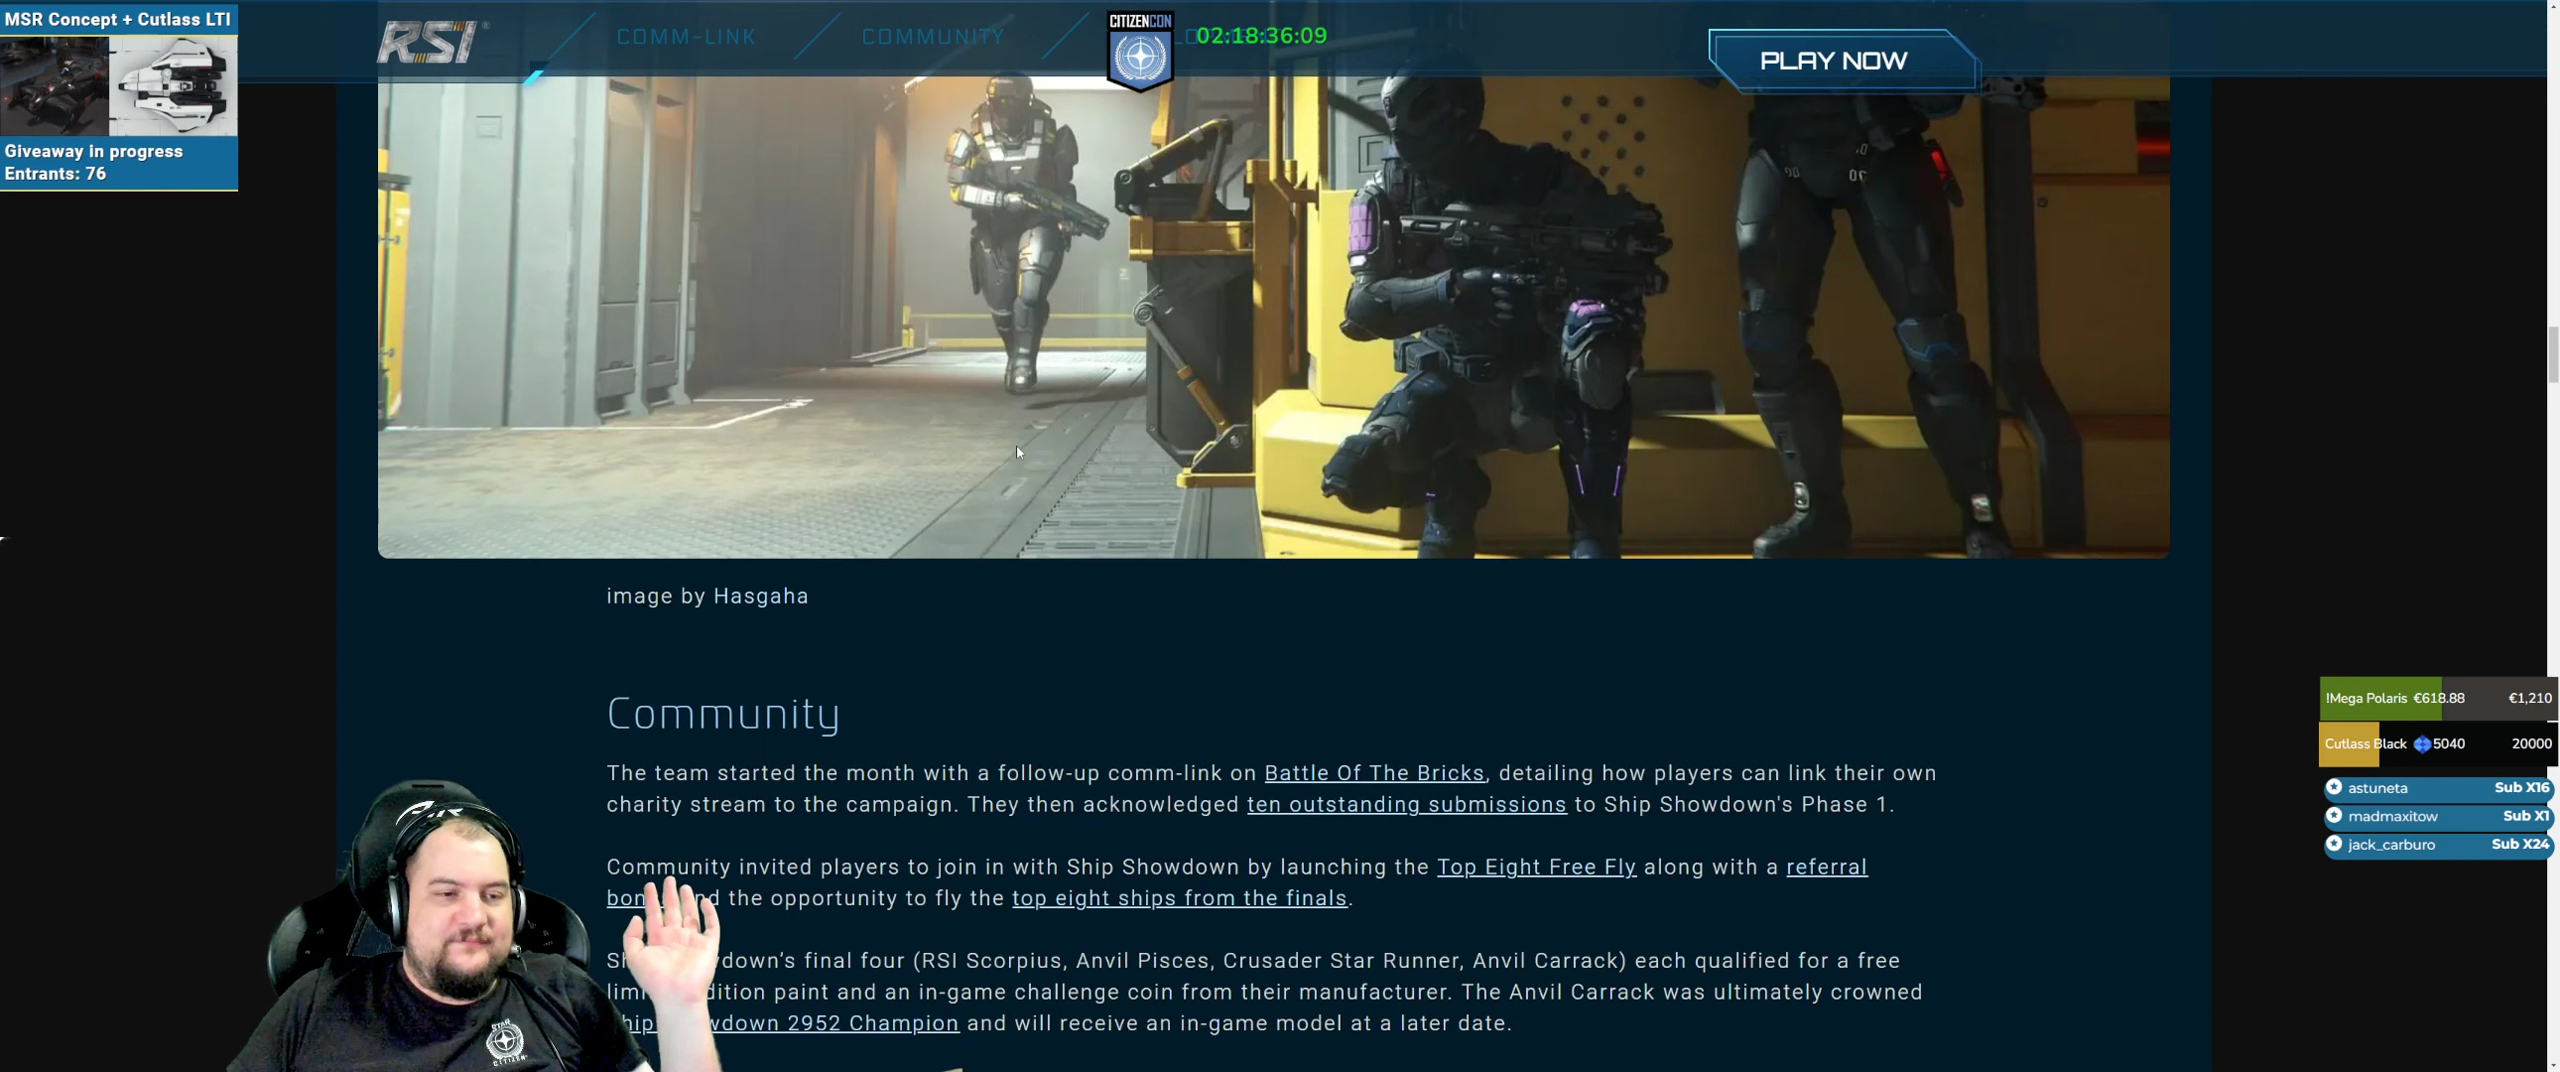 MSR Concept + Cutlass LTI
Giveaway in progress
Entrants: 76
RSI
COMM-LINK
COMMUNITY
CITIZENCON
02:18:36:09
PLAY NOW
image by Hasgaha
Community
The team started the month with a follow-up comm-link on Battle Of The Bricks, detailing how players can link their own
charity stream to the campaign. They then acknowledged ten outstanding submissions to Ship Showdown's Phase 1.
Community invited players to join in with Ship Showdown by launching the Top Eight Free Fly along with a referral
the opportunity to fly the top eight ships from the finals.
final four (RSI Scorpius, Anvil Pisces, Crusader Star Runner, Anvil Carrack) each qualified for a free
paint and an in-game challenge coin from their manufacturer. The Anvil Carrack was ultimately crowned
2952 Champion and will receive an in-game model at a later date.
!Mega Polaris €618.88 €1,210
Cutlass Black 5040 20000
astuneta Sub X16
madmaxitow Sub X1
jack_carburo Sub X24
STAR
CITIZEN